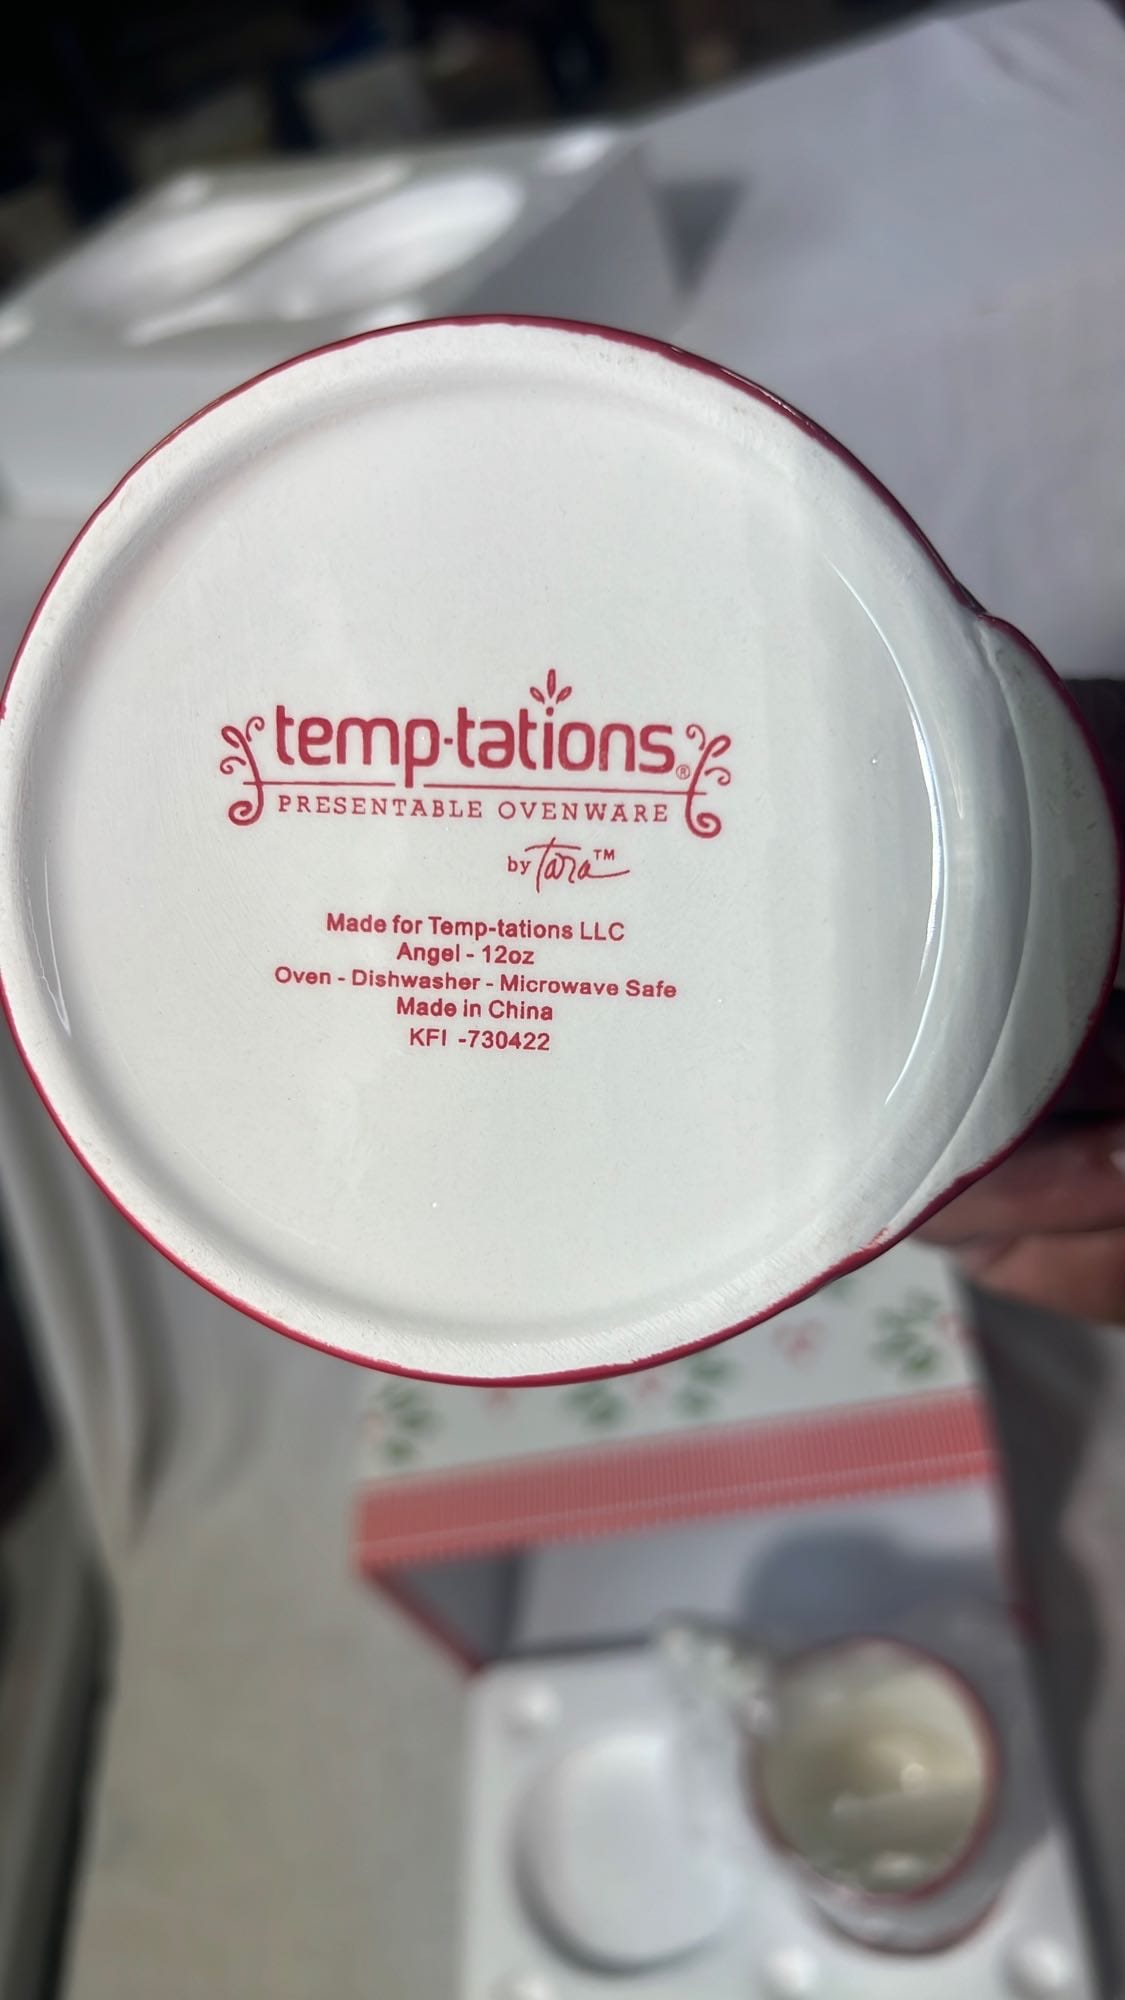 temp-tations®
PRESENTABLE OVENWARE
by Tara™
Made for Temp-tations LLC
Angel - 12oz
Oven - Dishwasher - Microwave Safe
Made in China
KFI -730422